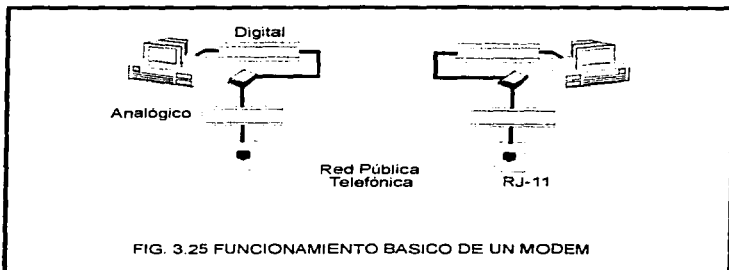 Digital
Analógico
Red Pública
Telefónica
RJ-11
FIG. 3.25 FUNCIONAMIENTO BASICO DE UN MODEM